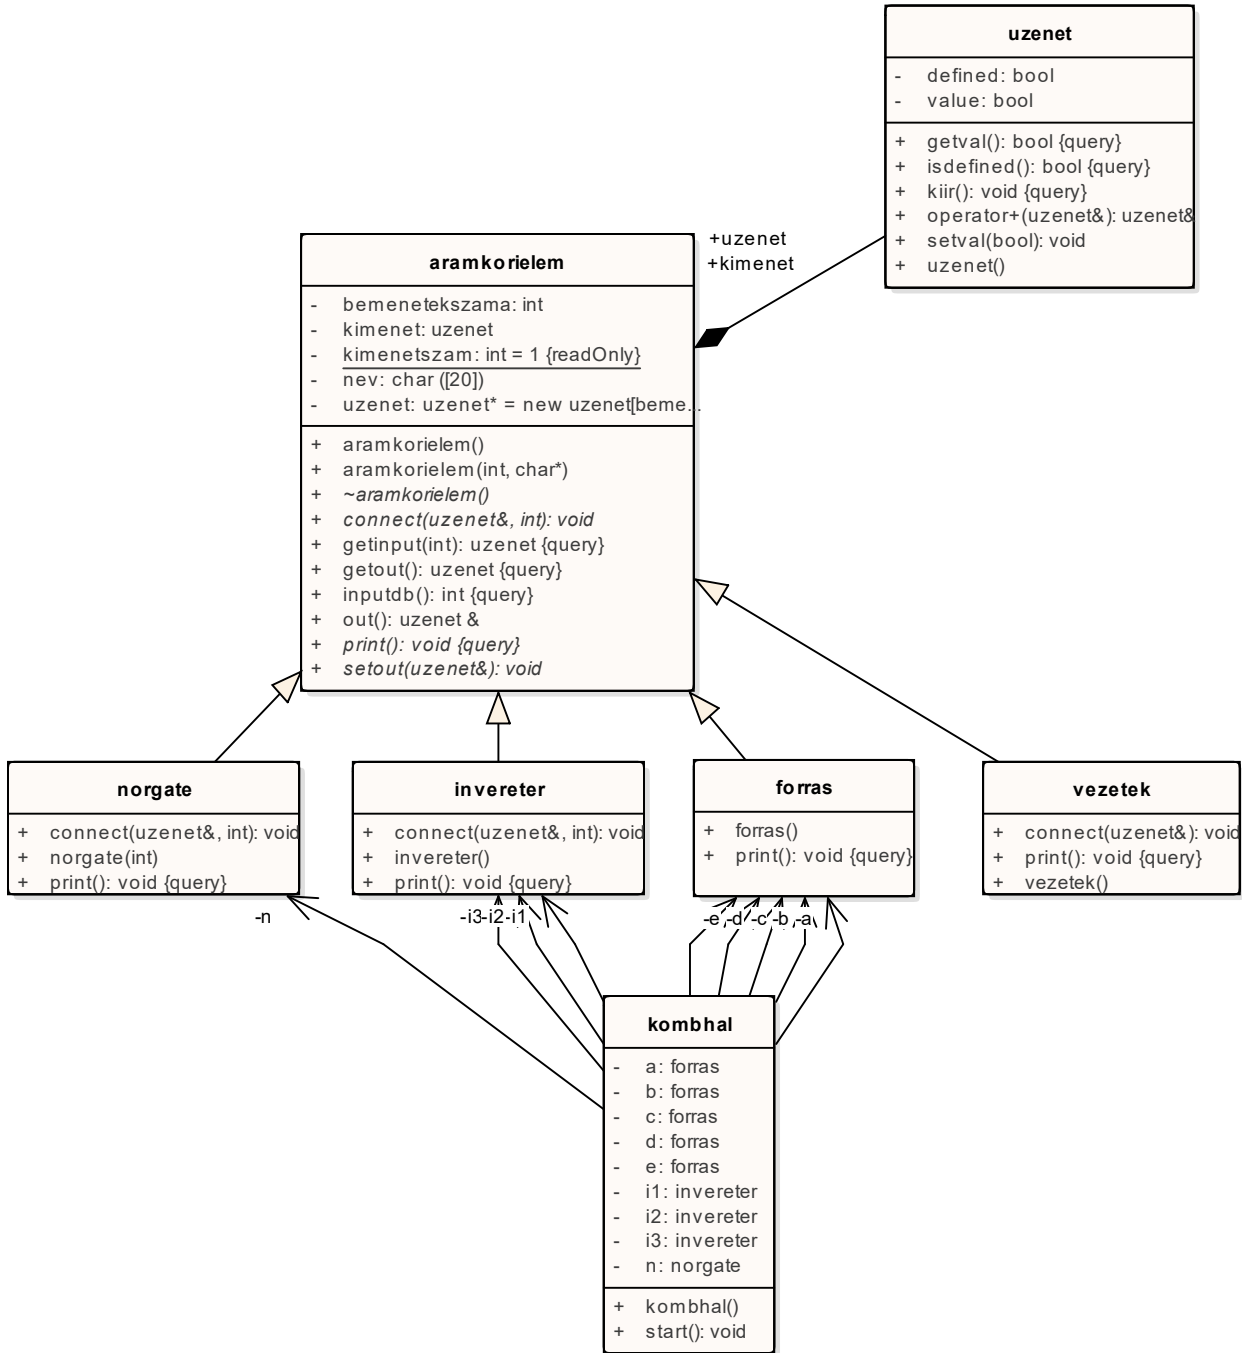 uzenet
- defined: bool
- value: bool
+ getval(): bool {query}
+ isdefined(): bool {query}
+ kiir(): void {query}
+ operator+(uzenet&): uzenet&
+ setval(bool): void
+ uzenet()
+uzenet
+kimenet
aramkorielem
- bemenetekszama: int
- kimenet: uzenet
- kimenetszam: int = 1 {readOnly}
- nev: char ([20])
- uzenet: uzenet* = new uzenet[beme...
+ aramkorielem()
+ aramkorielem(int, char*)
+ ~aramkorielem()
+ connect(uzenet&, int): void
+ getinput(int): uzenet {query}
+ getout(): uzenet {query}
+ inputdb(): int {query}
+ out(): uzenet &
+ print(): void {query}
+ setout(uzenet&): void
norgate
+ connect(uzenet&, int): void
+ norgate(int)
+ print(): void {query}
invereter
+ connect(uzenet&, int): void
+ invereter()
+ print(): void {query}
forras
+ forras()
+ print(): void {query}
vezetek
+ connect(uzenet&): void
+ print(): void {query}
+ vezetek()
-n
-i3 -i2 -i1
-e -d -c -b -a
kombhal
- a: forras
- b: forras
- c: forras
- d: forras
- e: forras
- i1: invereter
- i2: invereter
- i3: invereter
- n: norgate
+ kombhal()
+ start(): void